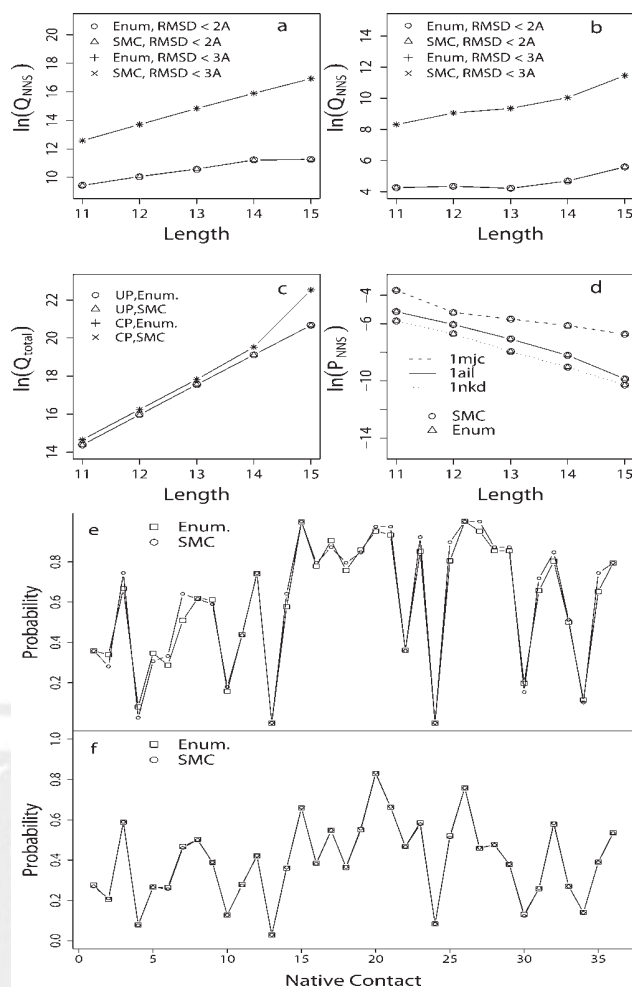 a
Enum, RMSD < 2A
SMC, RMSD < 2A
Enum, RMSD < 3A
SMC, RMSD < 3A
ln(QNNS)
10 12 14 16 18 20
11 12 13 14 15
Length
b
Enum, RMSD < 2A
SMC, RMSD < 2A
Enum, RMSD < 3A
SMC, RMSD < 3A
ln(QNNS)
4 6 8 10 12 14
11 12 13 14 15
Length
c
UP,Enum.
UP,SMC
CP,Enum.
CP,SMC
ln(Qtotal)
14 16 18 20 22
11 12 13 14 15
Length
d
1mjc
1ail
1nkd
SMC
Enum
ln(PNNS)
-14 -10 -6 -4
11 12 13 14 15
Length
e
Enum.
SMC
Probability
0.2 0.4 0.6 0.8
f
Enum.
SMC
Probability
0.0 0.2 0.4 0.6 0.8 1.0
0 5 10 15 20 25 30 35
Native Contact